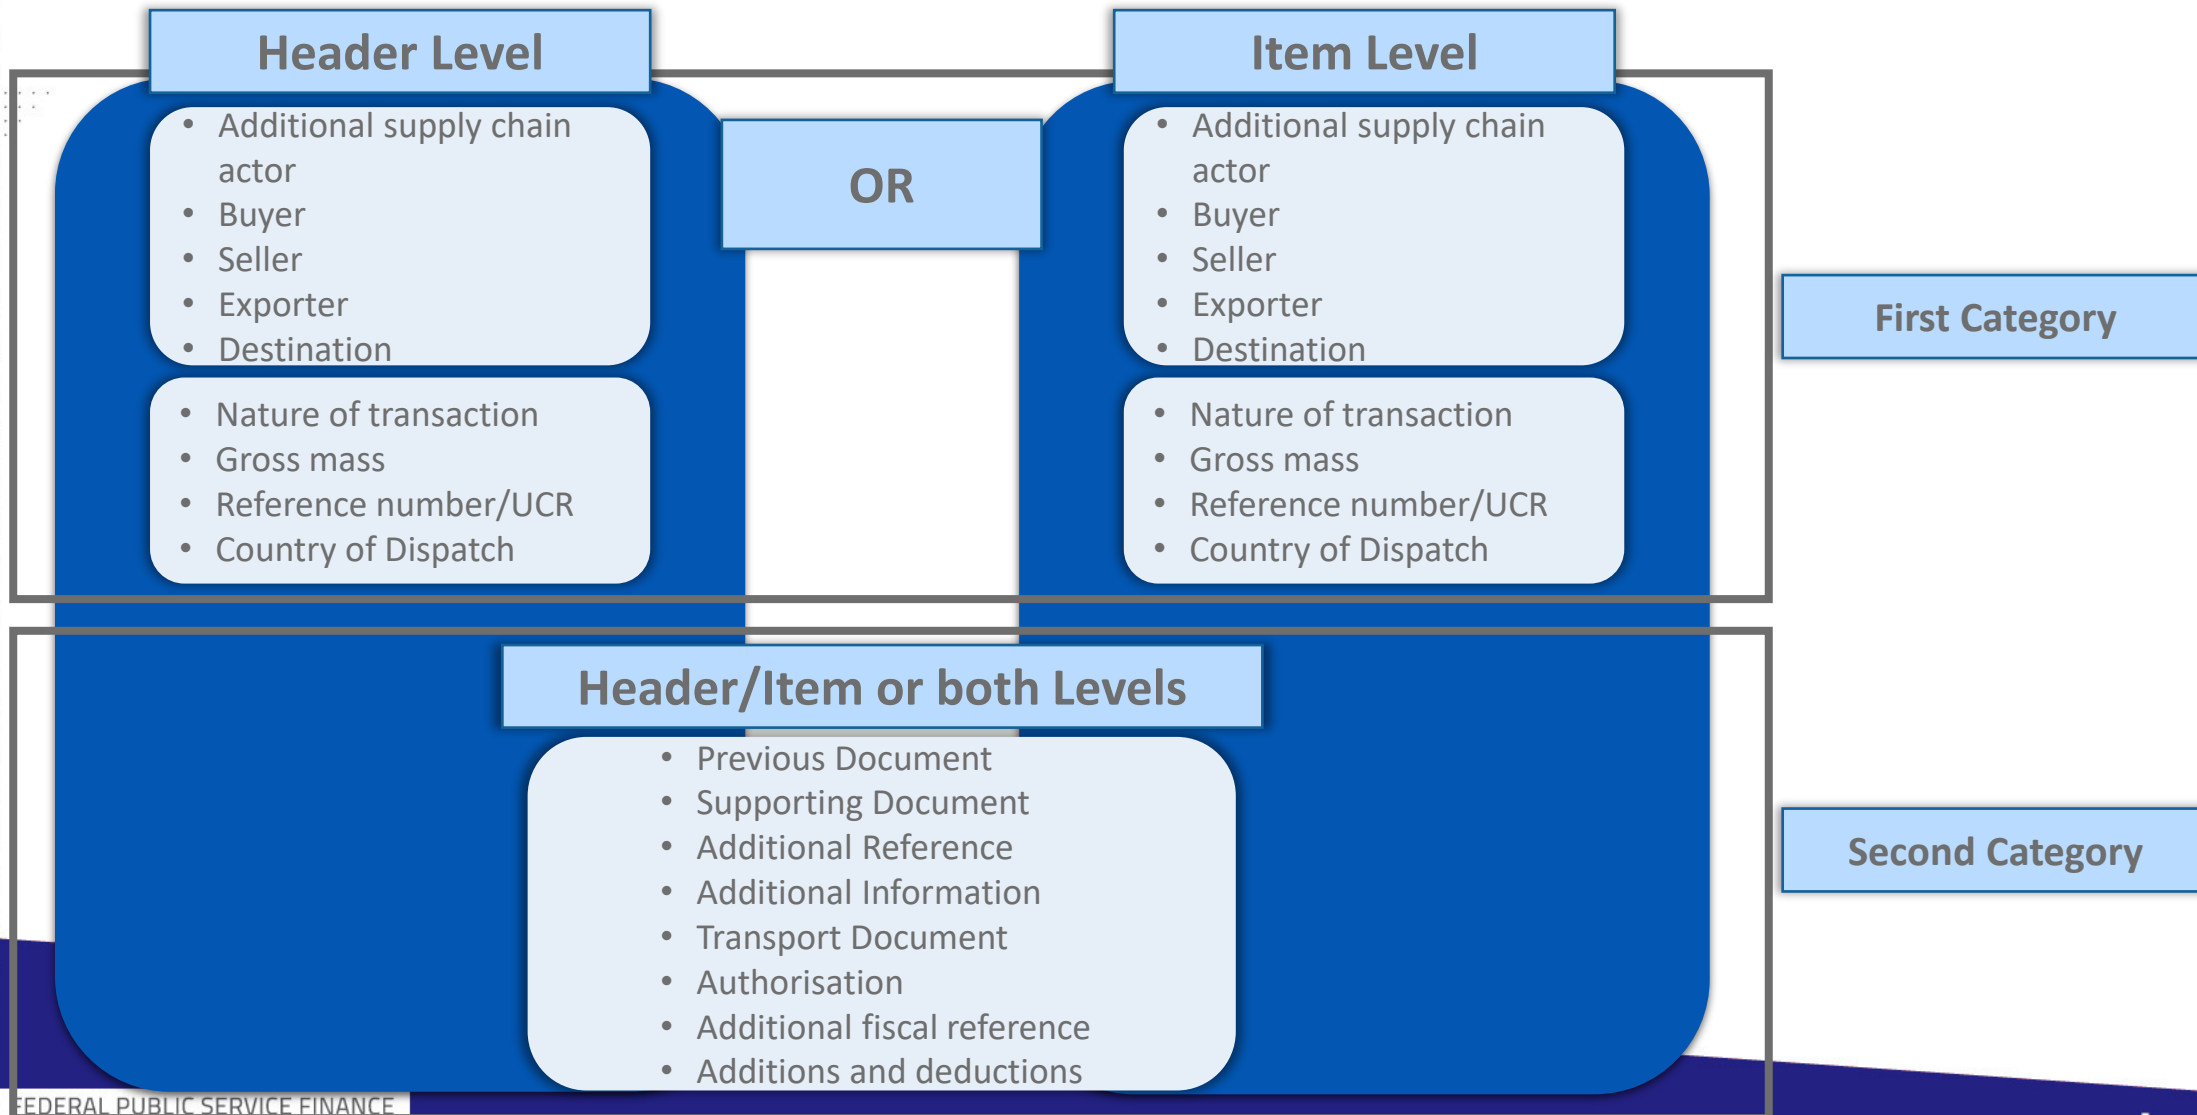 Header Level
• Additional supply chain
actor
• Buyer
• Seller
• Exporter
• Destination
• Nature of transaction
• Gross mass
• Reference number/UCR
• Country of Dispatch
OR
Item Level
• Additional supply chain
actor
• Buyer
• Seller
• Exporter
• Destination
• Nature of transaction
• Gross mass
• Reference number/UCR
• Country of Dispatch
First Category
Header/Item or both Levels
• Previous Document
• Supporting Document
• Additional Reference
• Additional Information
• Transport Document
• Authorisation
• Additional fiscal reference
• Additions and deductions
Second Category
FEDERAL PUBLIC SERVICE FINANCE